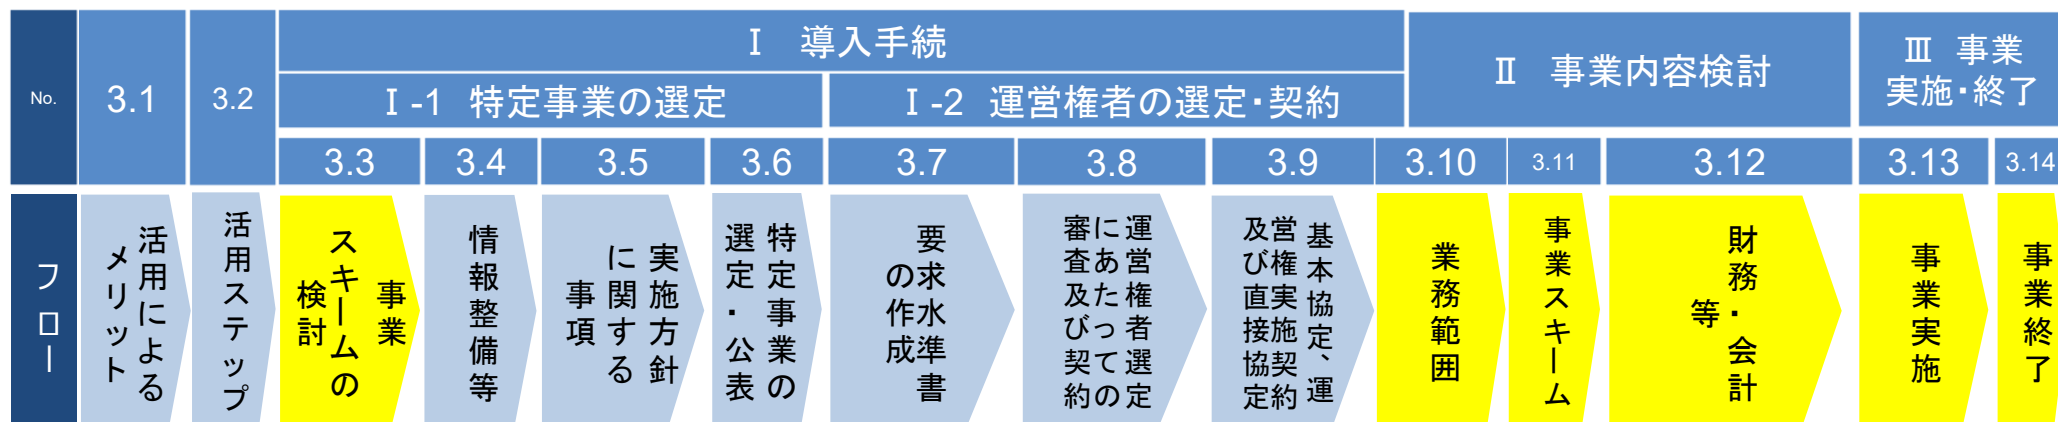 No.
3.1
3.2
Ⅰ　導入手続
Ⅰ-1 特定事業の選定
Ⅰ-2 運営権者の選定・契約
Ⅱ　事業内容検討
Ⅲ 事業
実施・終了
3.3
3.4
3.5
3.6
3.7
3.8
3.9
3.10
3.11
3.12
3.13
3.14
フロー
活用による
メリット
活用ステップ
事業
スキームの
検討
情報整備等
実施方針
に関する
事項
特定事業の
選定・公表
要求水準書
の作成
運営権者選定
にあたっての
審査及び契約
基本協定、運
営権実施契約
及び直接協定
業務範囲
事業スキーム
財務・会計
等
事業実施
事業終了